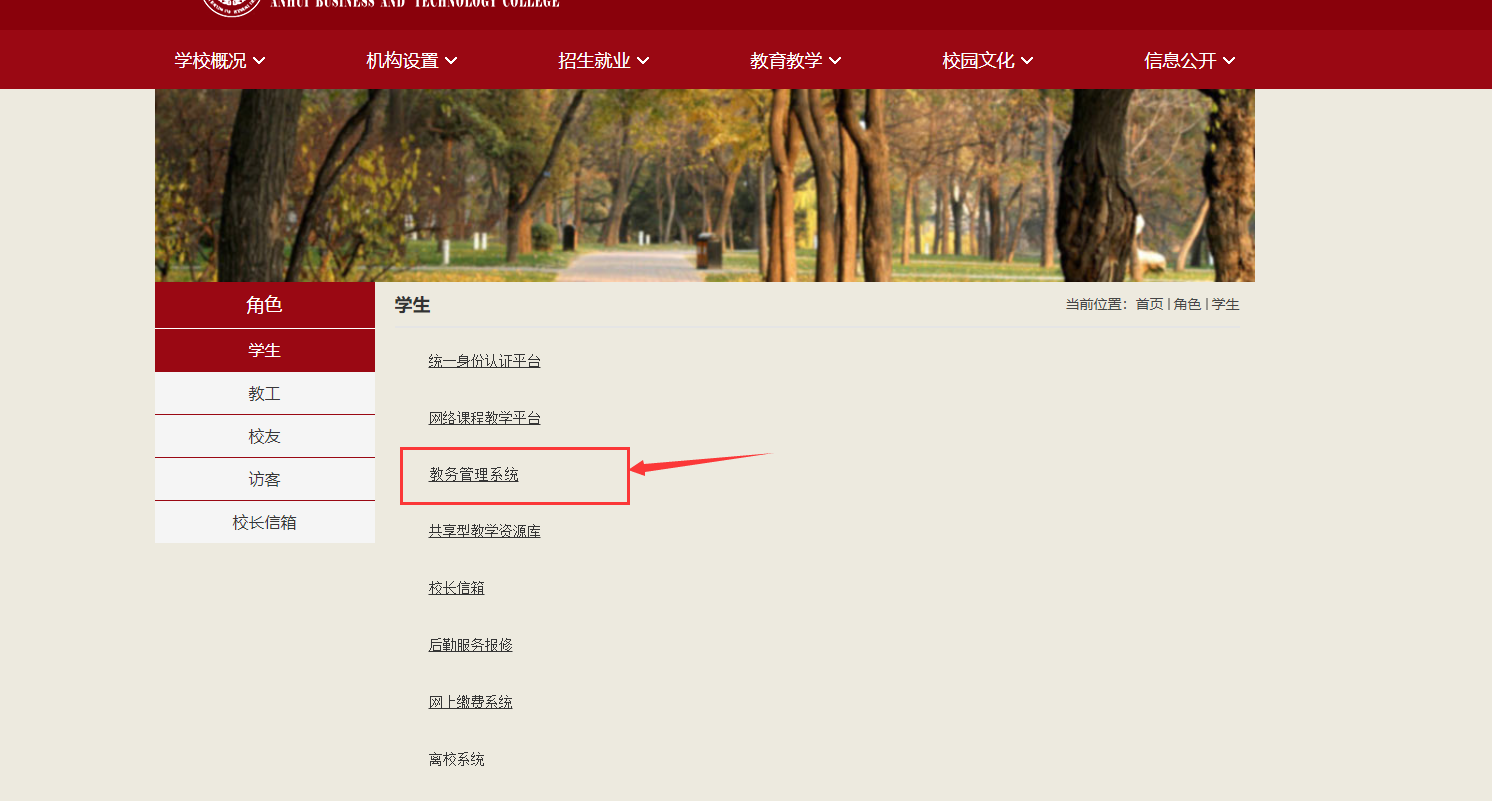 ANHUI BUSINESS AND TECHNOLOGY COLLEGE
学校概况 机构设置 招生就业 教育教学 校园文化 信息公开
角色
学生
教工
校友
访客
校长信箱
学生
当前位置：首页 | 角色 | 学生
统一身份认证平台
网络课程教学平台
教务管理系统
共享型教学资源库
校长信箱
后勤服务报修
网上缴费系统
离校系统